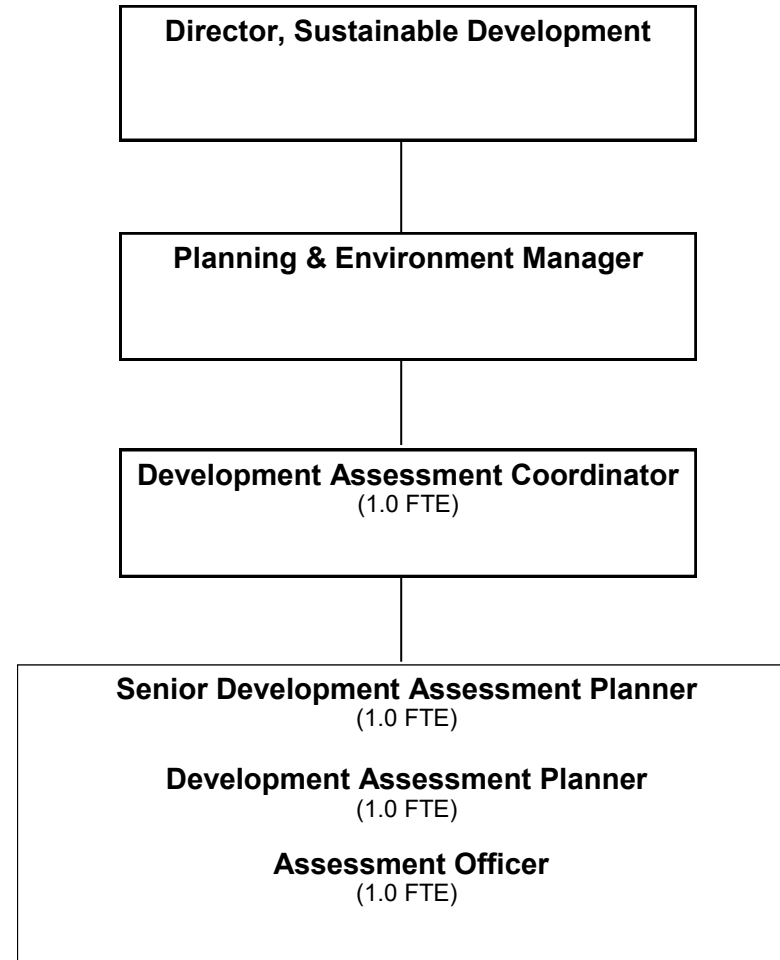 Director, Sustainable Development
Planning & Environment Manager
Development Assessment Coordinator
(1.0 FTE)
Senior Development Assessment Planner
(1.0 FTE)
Development Assessment Planner
(1.0 FTE)
Assessment Officer
(1.0 FTE)